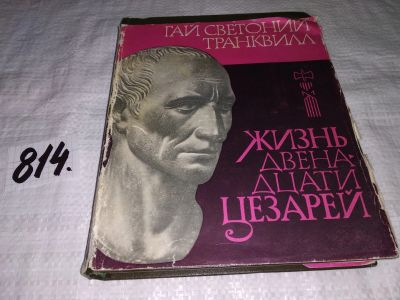 ГАЙ СВЕТОНИЙ
ТРАНКВИЛЛ
ЖИЗНЬ
ДВЕНА-
ДЦАТИ
ЦЕЗАРЕЙ
814.